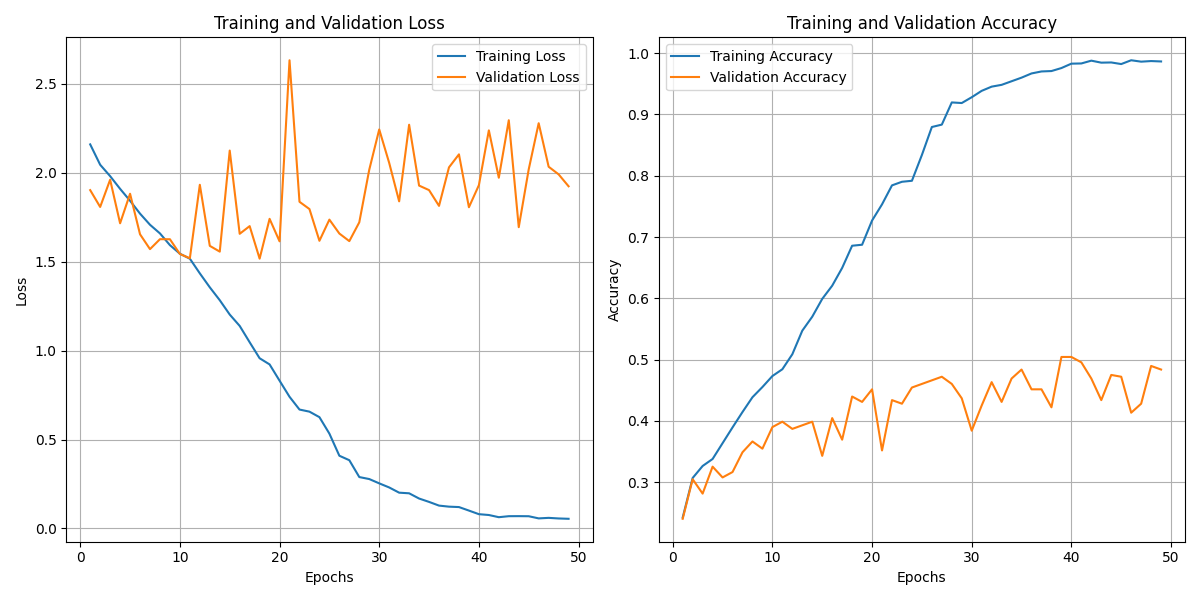 Training and Validation Loss
Training Loss
Validation Loss
2.5
2.0
1.5
1.0
0.5
0.0
Loss
0 10 20 30 40 50
Epochs
Training and Validation Accuracy
Training Accuracy
Validation Accuracy
1.0
0.9
0.8
0.7
0.6
0.5
0.4
0.3
Accuracy
0 10 20 30 40 50
Epochs